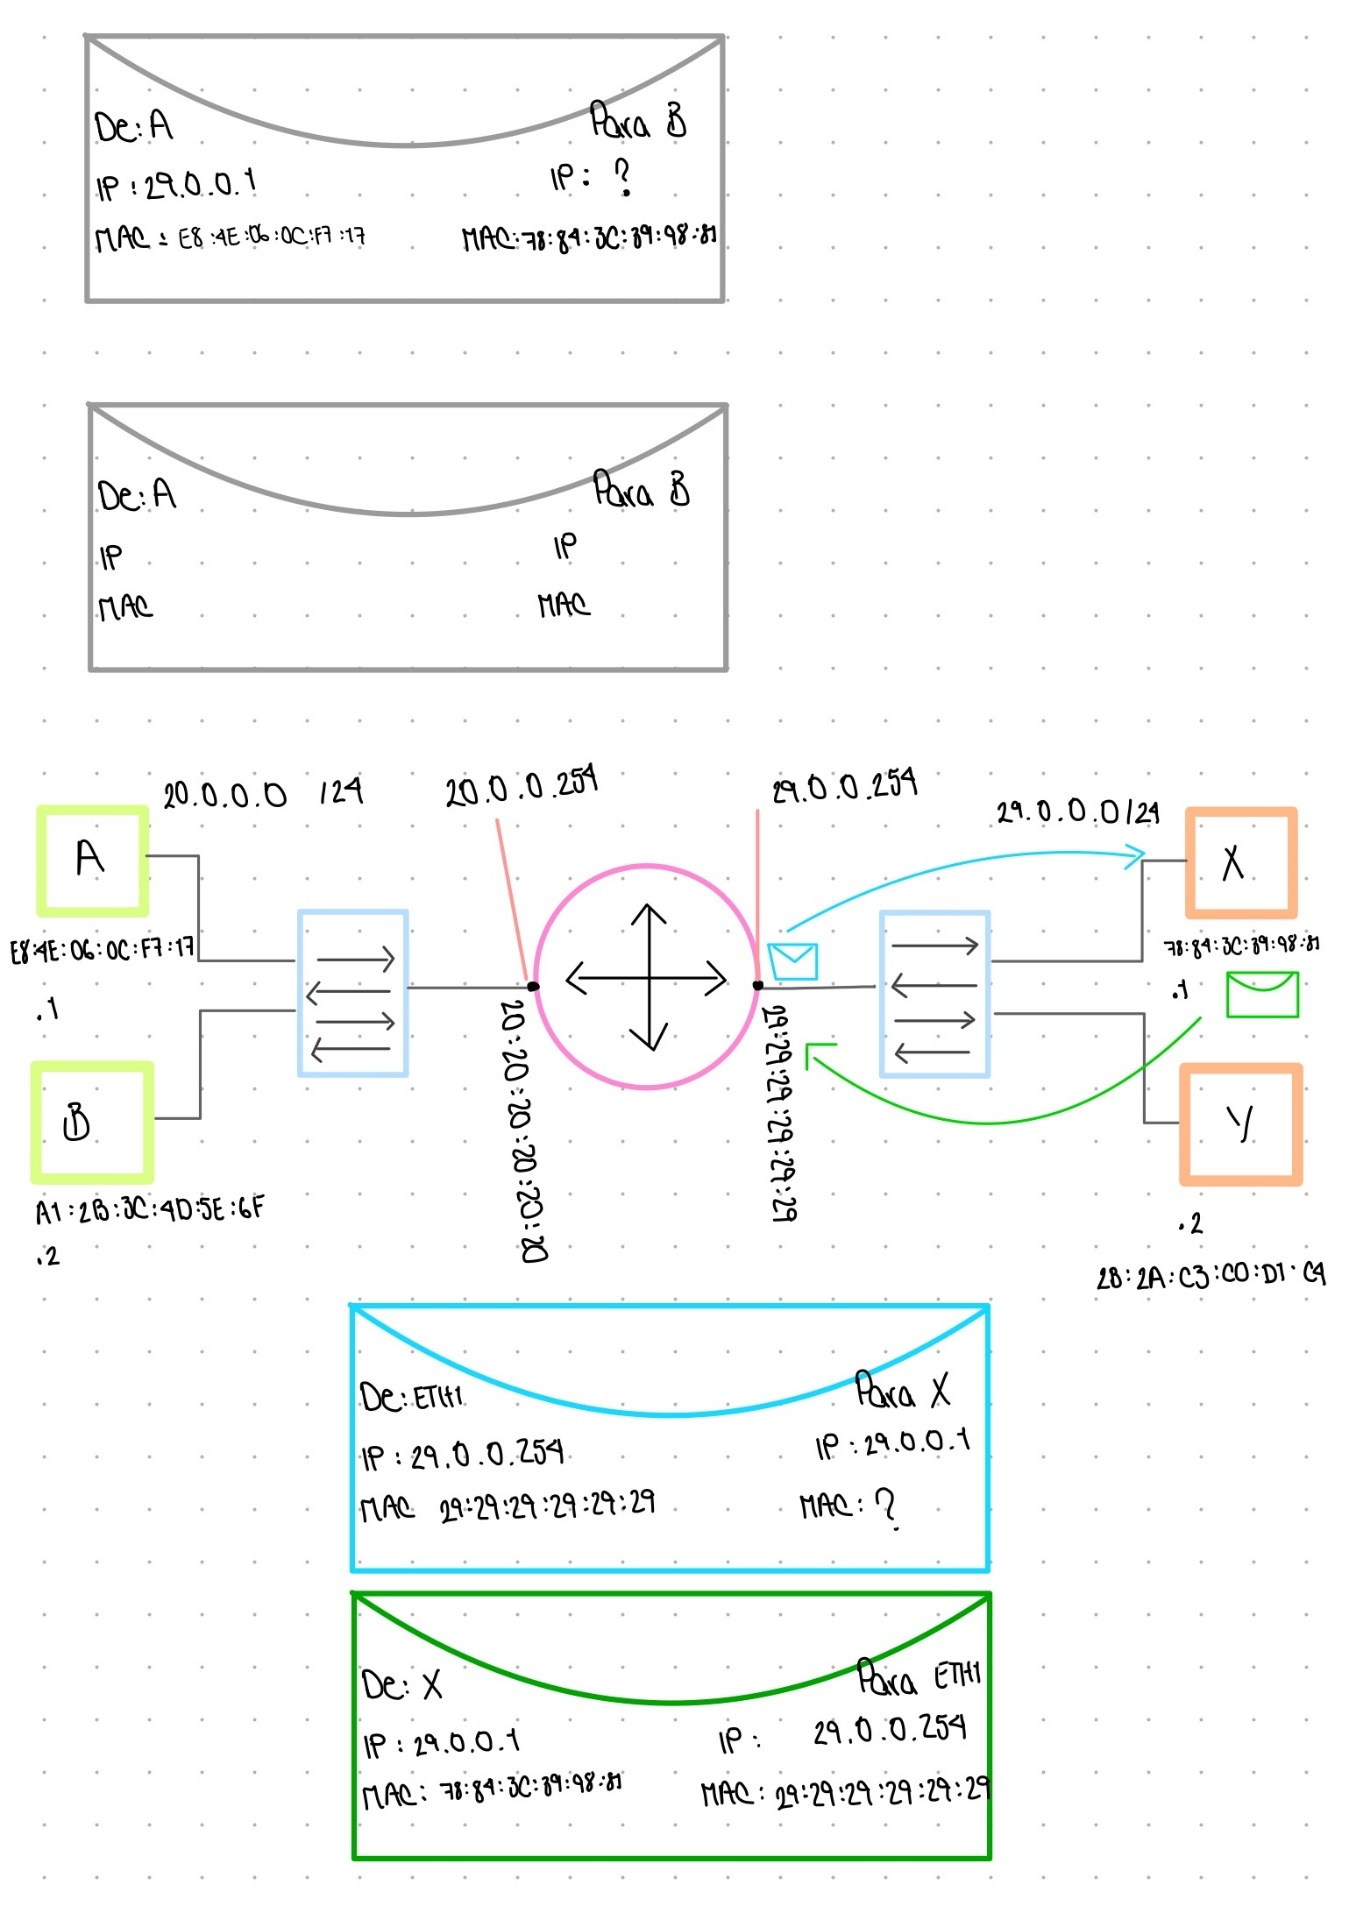 De: A Para B
IP : 29.0.0.1 IP: ?
MAC : E8:4E:06:0C:F7:17 MAC: 78:84:3C:39:98:81
De: A Para B
IP IP
MAC MAC
20.0.0.0 /24
20.0.0.254
29.0.0.254
29.0.0.0/24
A
E8:4E:06:0C:F7:17
.1
B
A1:2B:3C:4D:5E:6F
.2
20:20:20:20:20:20
29:29:29:29:29:29
X
78:84:3C:39:98:81
.1
Y
.2
2B:2A:C3:C0:D1:C4
De: ETH1 Para X
IP : 29.0.0.254 IP : 29.0.0.1
MAC 29:29:29:29:29:29 MAC: ?
De: X Para ETH1
IP : 29.0.0.1 IP: 29.0.0.254
MAC: 78:84:3C:39:98:81 MAC: 29:29:29:29:29:29